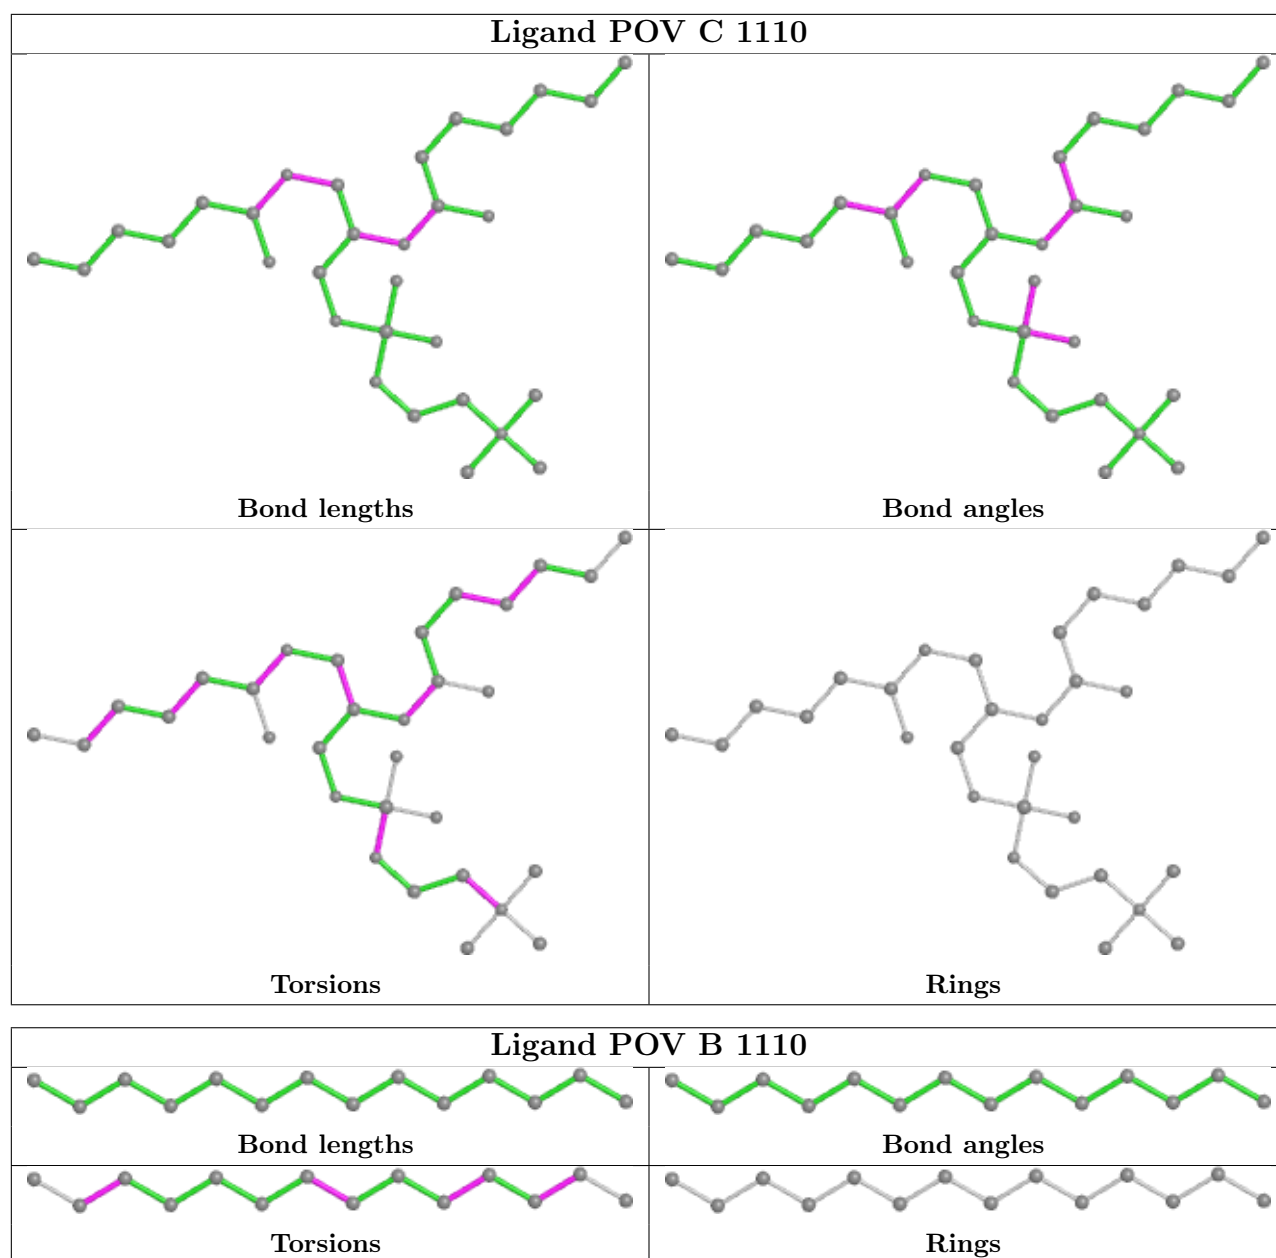 Ligand POV C 1110
Bond lengths
Bond angles
Torsions
Rings
Ligand POV B 1110
Bond lengths
Bond angles
Torsions
Rings